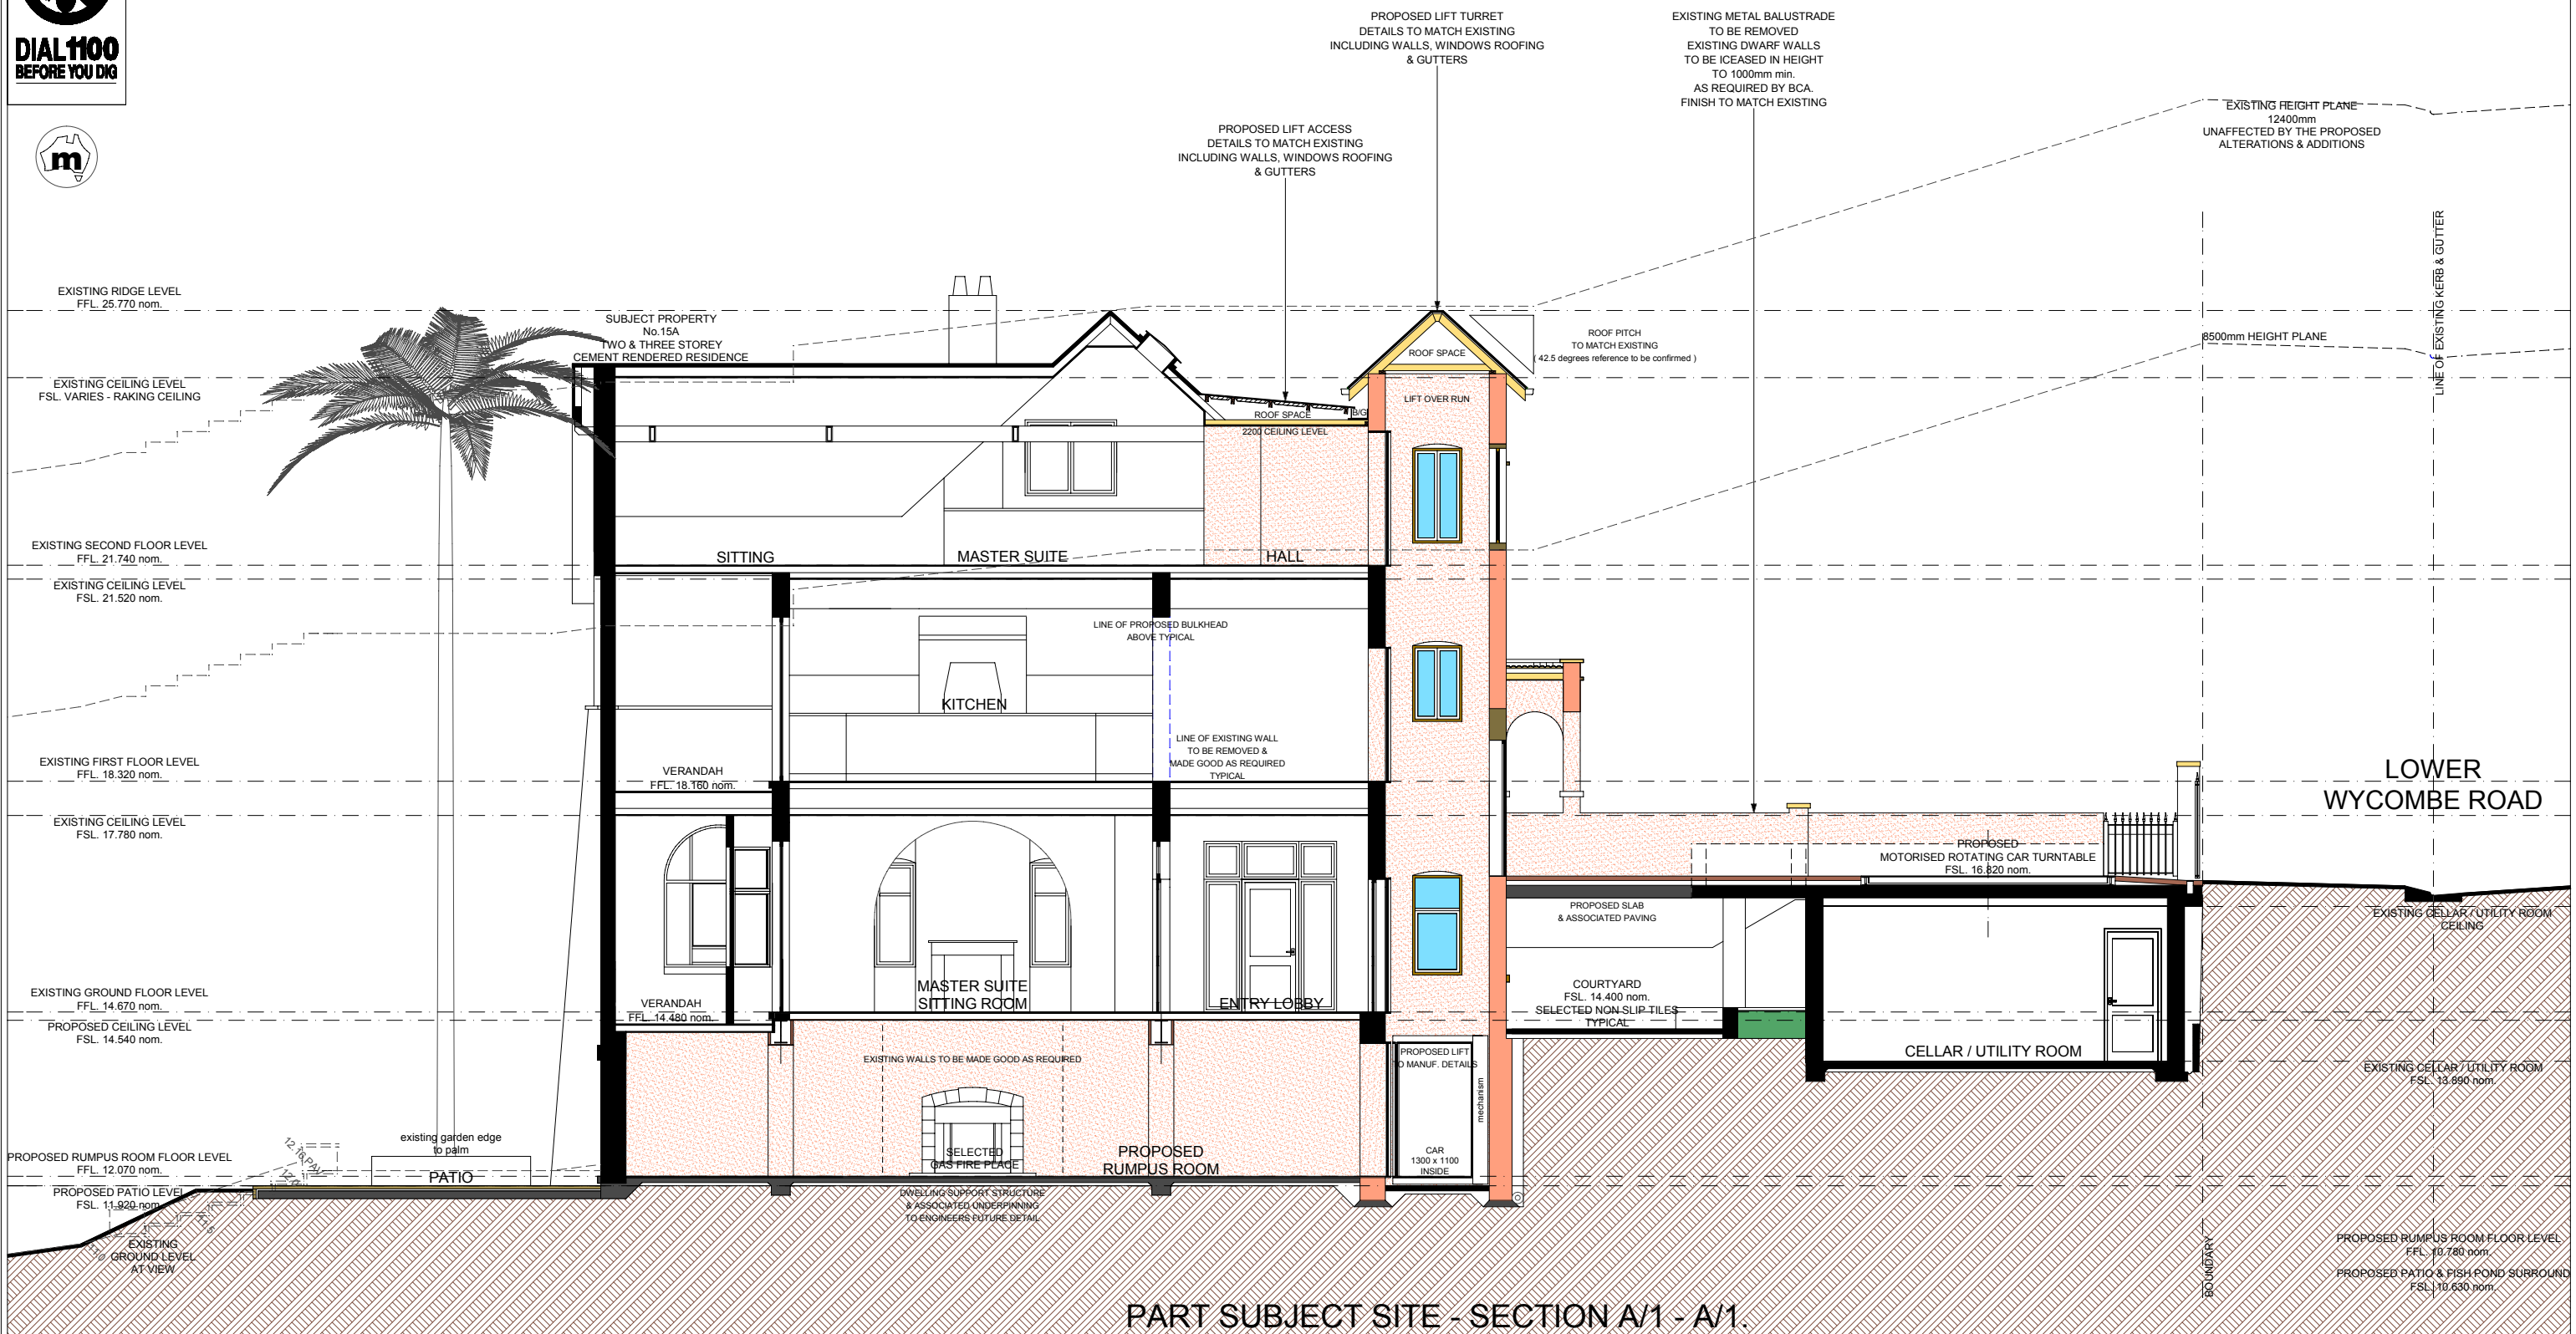 DIAL1100
BEFORE YOU DIG
m
PROPOSED LIFT TURRET
DETAILS TO MATCH EXISTING
INCLUDING WALLS, WINDOWS ROOFING
& GUTTERS
EXISTING METAL BALUSTRADE
TO BE REMOVED
EXISTING DWARF WALLS
TO BE ICEASED IN HEIGHT
TO 1000mm min.
AS REQUIRED BY BCA.
FINISH TO MATCH EXISTING
PROPOSED LIFT ACCESS
DETAILS TO MATCH EXISTING
INCLUDING WALLS, WINDOWS ROOFING
& GUTTERS
EXISTING HEIGHT PLANE
12400mm
UNAFFECTED BY THE PROPOSED
ALTERATIONS & ADDITIONS
LINE OF EXISTING KERB & GUTTER
8500mm HEIGHT PLANE
EXISTING RIDGE LEVEL
FFL. 25.770 nom.
SUBJECT PROPERTY
No.15A
TWO & THREE STOREY
CEMENT RENDERED RESIDENCE
ROOF PITCH
TO MATCH EXISTING
( 42.5 degrees reference to be confirmed )
ROOF SPACE
EXISTING CEILING LEVEL
FSL. VARIES - RAKING CEILING
LIFT OVER RUN
ROOF SPACE
B/G
2200 CEILING LEVEL
EXISTING SECOND FLOOR LEVEL
FFL. 21.740 nom.
SITTING
MASTER SUITE
HALL
EXISTING CEILING LEVEL
FSL. 21.520 nom.
LINE OF PROPOSED BULKHEAD
ABOVE TYPICAL
KITCHEN
LINE OF EXISTING WALL
TO BE REMOVED &
MADE GOOD AS REQUIRED
TYPICAL
EXISTING FIRST FLOOR LEVEL
FFL. 18.320 nom.
VERANDAH
FFL. 18.160 nom.
LOWER
WYCOMBE ROAD
EXISTING CEILING LEVEL
FSL. 17.780 nom.
PROPOSED
MOTORISED ROTATING CAR TURNTABLE
FSL. 16.820 nom.
PROPOSED SLAB
& ASSOCIATED PAVING
EXISTING CELLAR / UTILITY ROOM
CEILING
EXISTING GROUND FLOOR LEVEL
FFL. 14.670 nom.
VERANDAH
FFL. 14.480 nom.
MASTER SUITE
SITTING ROOM
ENTRY LOBBY
COURTYARD
FSL. 14.400 nom.
SELECTED NON SLIP TILES
TYPICAL
PROPOSED CEILING LEVEL
FSL. 14.540 nom.
EXISTING WALLS TO BE MADE GOOD AS REQUIRED
PROPOSED LIFT
TO MANUF. DETAILS
mechanism
CELLAR / UTILITY ROOM
EXISTING CELLAR / UTILITY ROOM
FSL. 13.890 nom.
existing garden edge
to palm
PATIO
SELECTED
GAS FIRE PLACE
PROPOSED
RUMPUS ROOM
CAR
1300 x 1100
INSIDE
PROPOSED RUMPUS ROOM FLOOR LEVEL
FFL. 12.070 nom.
PROPOSED PATIO LEVEL
FSL. 11.920 nom.
DWELLING SUPPORT STRUCTURE
& ASSOCIATED UNDERPINNING
TO ENGINEERS FUTURE DETAIL
EXISTING
GROUND LEVEL
AT VIEW
BOUNDARY
PROPOSED RUMPUS ROOM FLOOR LEVEL
FFL. 10.780 nom.
PROPOSED PATIO & FISH POND SURROUND
FSL. 10.630 nom.
PART SUBJECT SITE - SECTION A/1 - A/1.